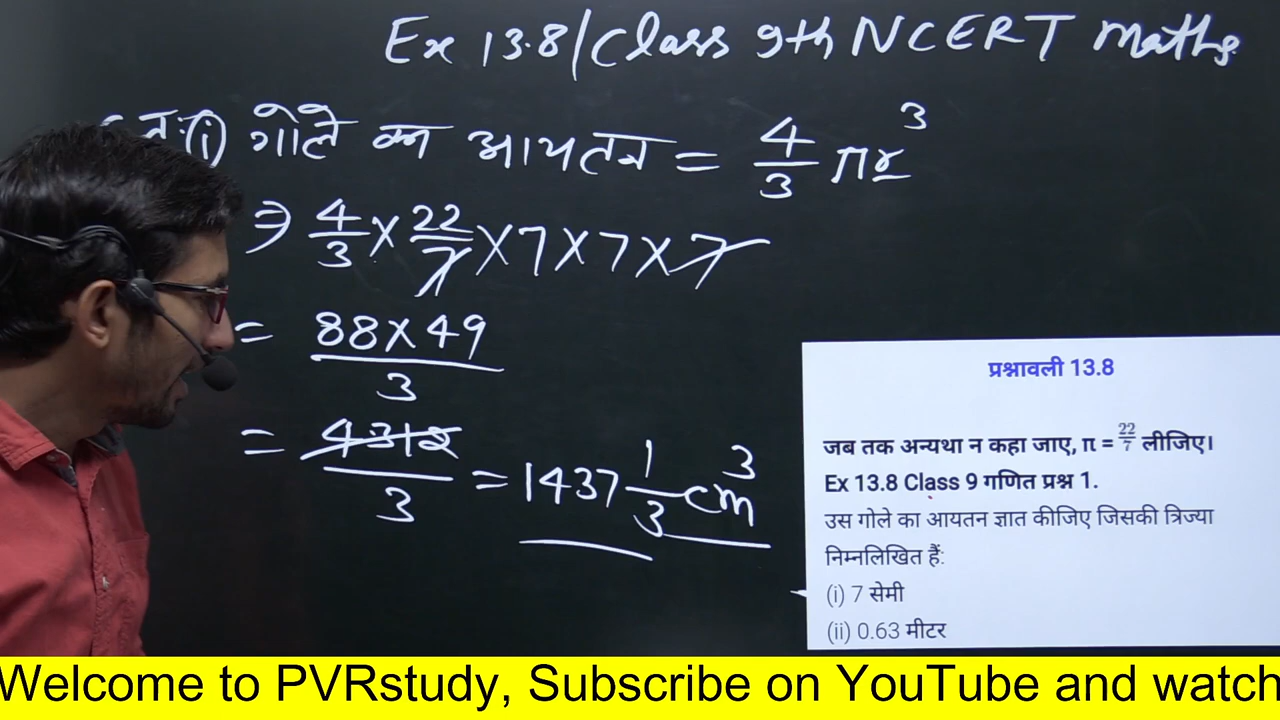 Ex 13.8/Class 9th NCERT Maths
(i) गोले का आयतन = 4/3 πr³
⇒ 4/3 × 22/7 × 7 × 7 × 7
= 88 × 49 / 3
= 4312 / 3 = 1437 1/3 cm³
प्रश्नावली 13.8
जब तक अन्यथा न कहा जाए, π = 22/7 लीजिए।
Ex 13.8 Class 9 गणित प्रश्न 1.
उस गोले का आयतन ज्ञात कीजिए जिसकी त्रिज्या
निम्नलिखित हैं:
(i) 7 सेमी
(ii) 0.63 मीटर
Welcome to PVRstudy, Subscribe on YouTube and watch